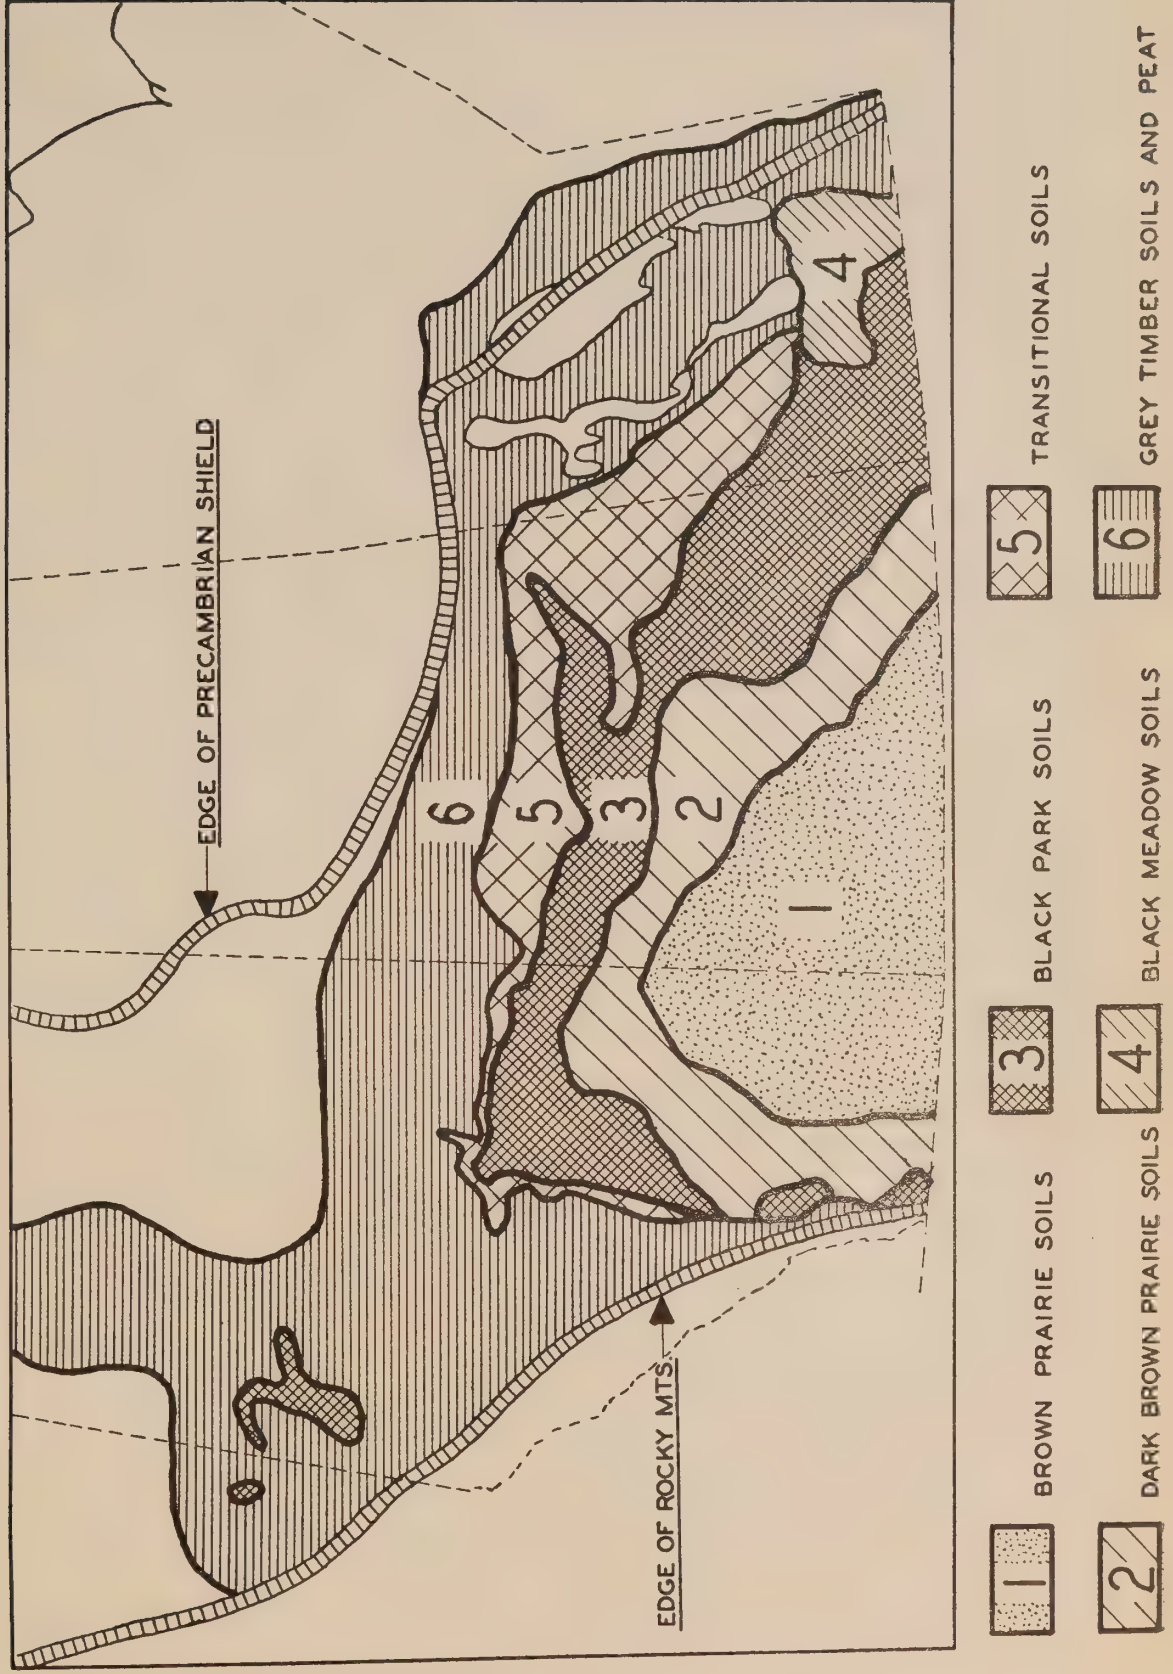 EDGE OF PRECAMBRIAN SHIELD
EDGE OF ROCKY MTS.
6
5
3
2
1
4
1 BROWN PRAIRIE SOILS
2 DARK BROWN PRAIRIE SOILS
3 BLACK PARK SOILS
4 BLACK MEADOW SOILS
5 TRANSITIONAL SOILS
6 GREY TIMBER SOILS AND PEAT